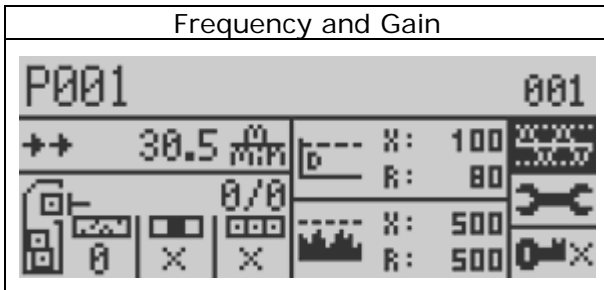 Frequency and Gain
P001 001
30.5 m/min
D X: 100
R: 80
0/0
X: 500
R: 500
0 X X
X